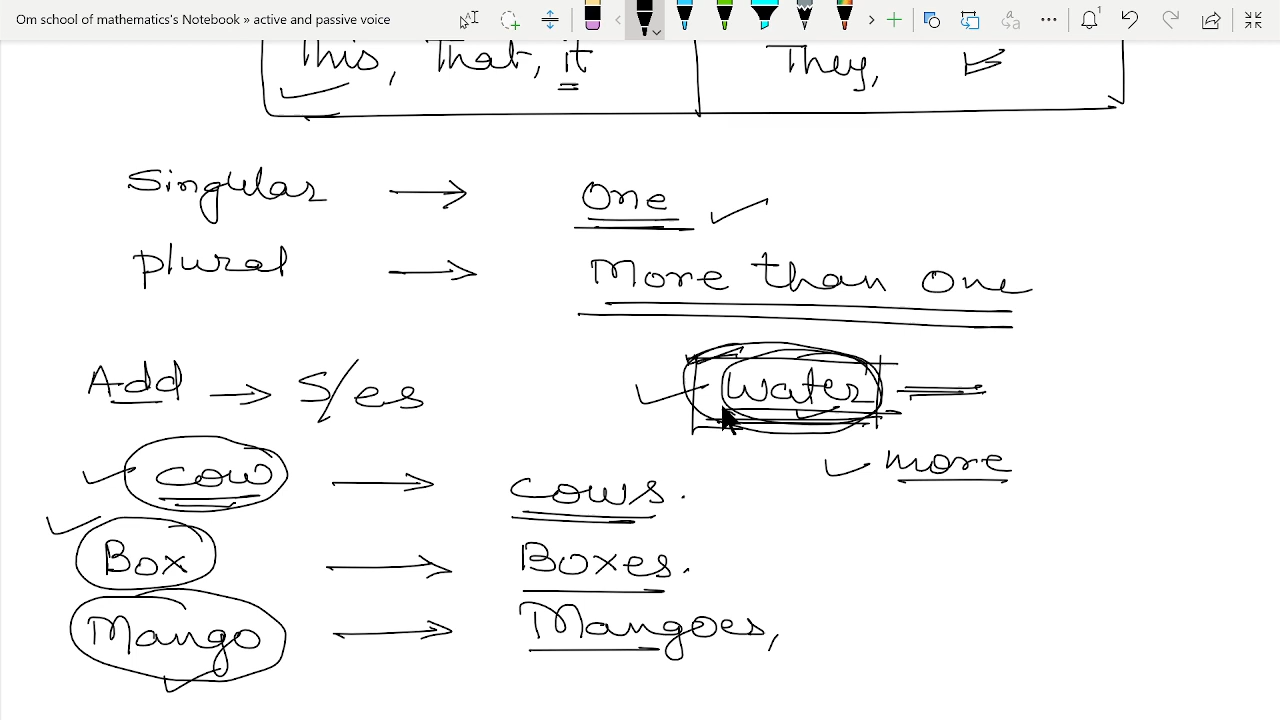 Om school of mathematics's Notebook » active and passive voice
This, That, it They,
Singular → One
plural → More than one
Add → S/es water
more
cow → cows.
Box → Boxes.
Mango → Mangoes,